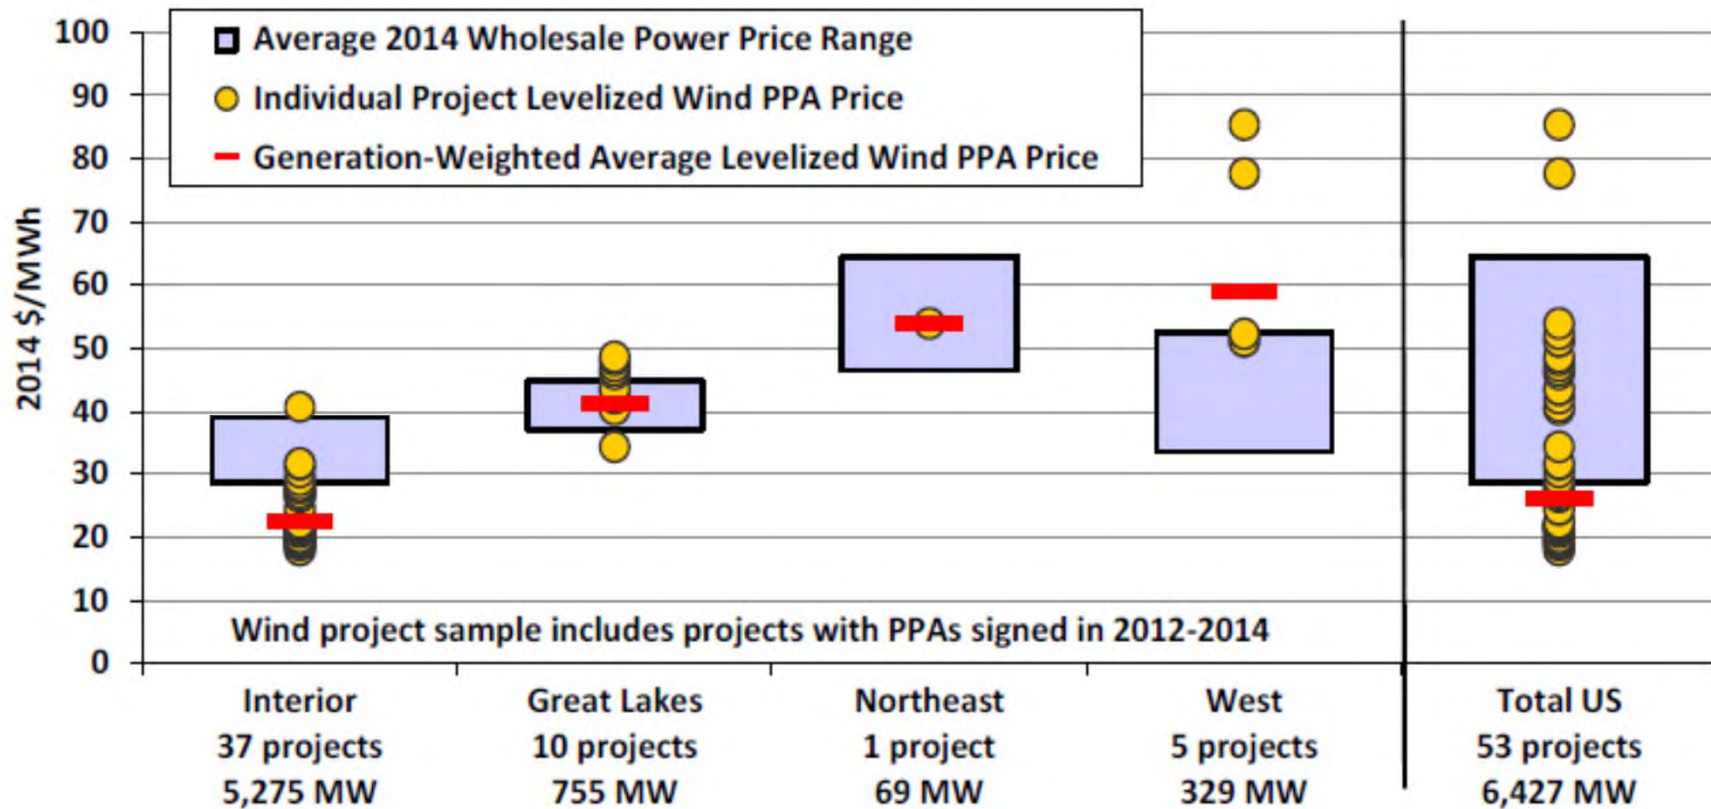 Average 2014 Wholesale Power Price Range
Individual Project Levelized Wind PPA Price
Generation-Weighted Average Levelized Wind PPA Price
2014 $/MWh
100
90
80
70
60
50
40
30
20
10
0
Wind project sample includes projects with PPAs signed in 2012-2014
Interior
37 projects
5,275 MW
Great Lakes
10 projects
755 MW
Northeast
1 project
69 MW
West
5 projects
329 MW
Total US
53 projects
6,427 MW